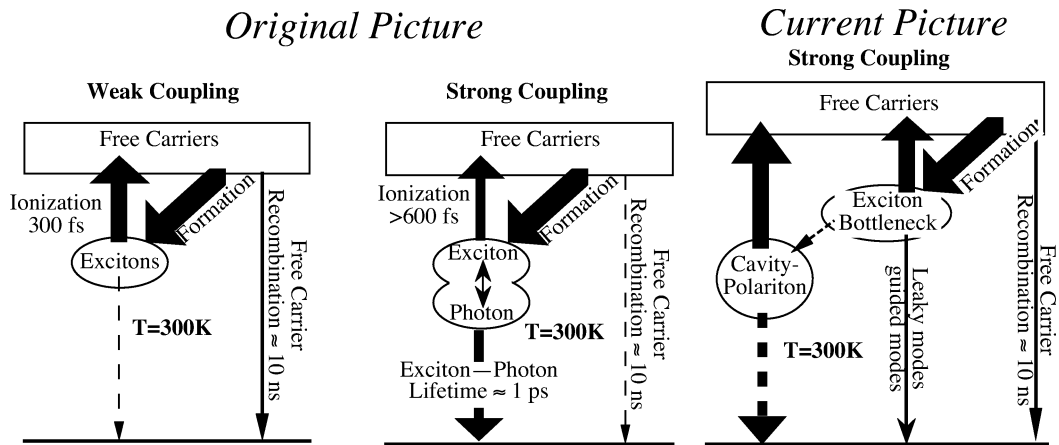 Original Picture
Current Picture
Weak Coupling
Free Carriers
Ionization
300 fs
Formation
Excitons
T=300K
Free Carrier
Recombination ≈ 10 ns
Strong Coupling
Free Carriers
Ionization
>600 fs
Formation
Exciton
Photon
T=300K
Exciton—Photon
Lifetime ≈ 1 ps
Free Carrier
Recombination ≈ 10 ns
Strong Coupling
Free Carriers
Formation
Exciton
Bottleneck
Cavity-
Polariton
T=300K
Leaky modes
guided modes
Free Carrier
Recombination ≈ 10 ns